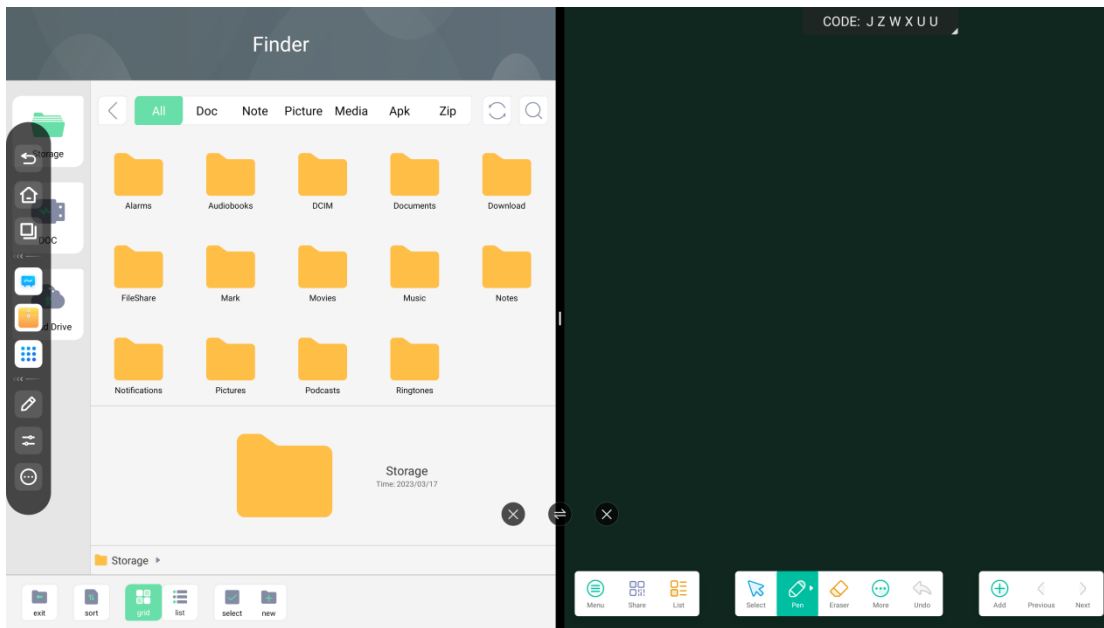 Finder
CODE: J Z W X U U
All Doc Note Picture Media Apk Zip
Storage
Alarms Audiobooks DCIM Documents Download
DOC
FileShare Mark Movies Music Notes
Drive
Notifications Pictures Podcasts Ringtones
Storage
Time: 2023/03/17
Storage
exit sort grid list select new
Menu Share List Select Pen Eraser More Undo Add Previous Next